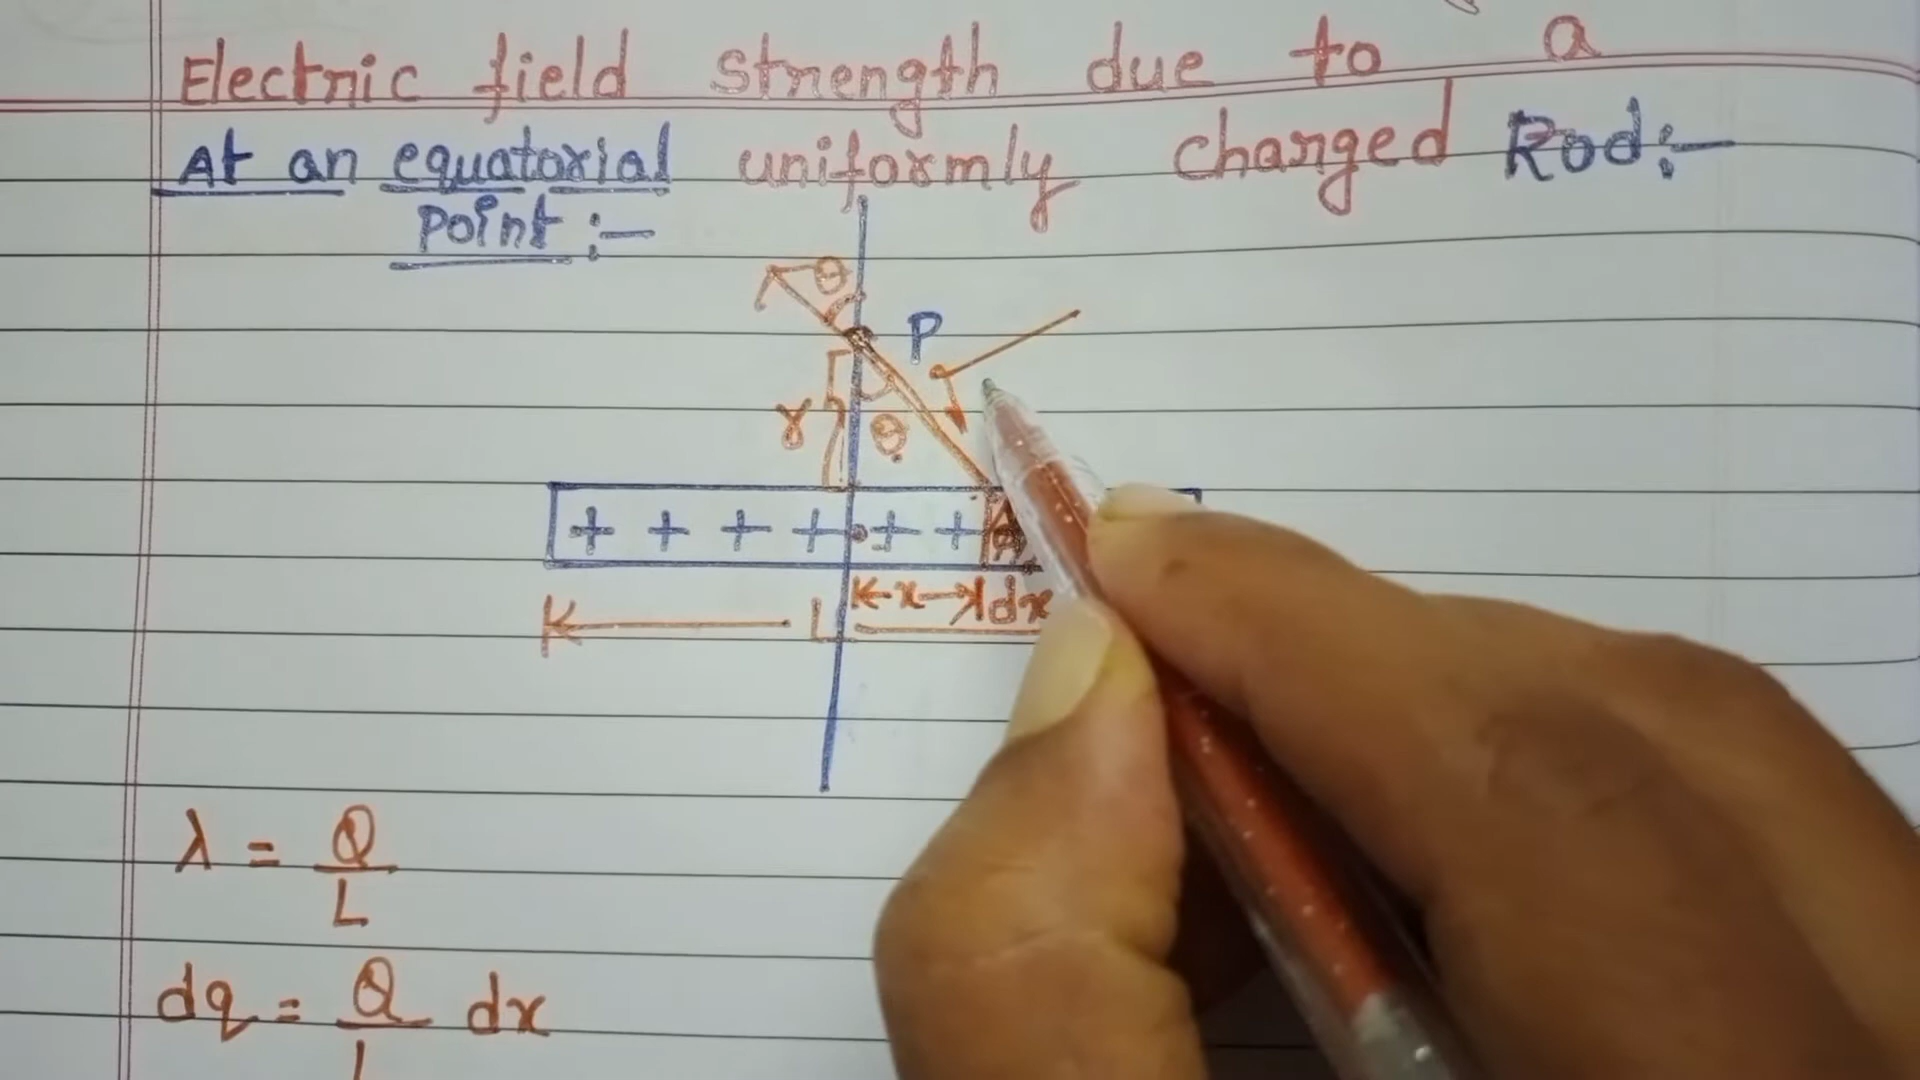 Electric field strength due to a
At an equatorial uniformly charged Rod:-
point :-
θ
P
r
θ
+ + + + + +
x dx
L
λ = Q
L
dq = Q dx
L